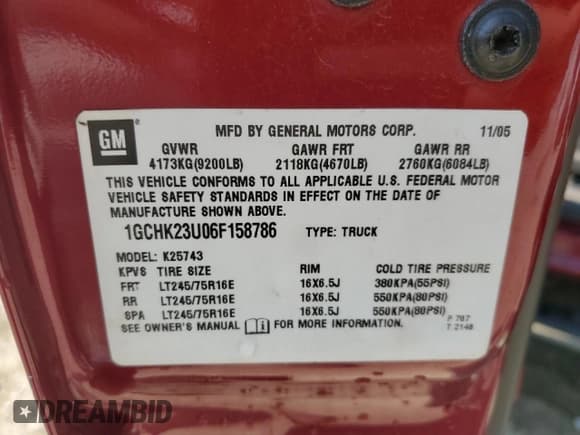 GM
®
MFD BY GENERAL MOTORS CORP. 11/05
GVWR GAWR FRT GAWR RR
4173KG(9200LB) 2118KG(4670LB) 2760KG(6084LB)
THIS VEHICLE CONFORMS TO ALL APPLICABLE U.S. FEDERAL MOTOR
VEHICLE SAFETY STANDARDS IN EFFECT ON THE DATE OF
MANUFACTURE SHOWN ABOVE.
1GCHK23U06F158786 TYPE: TRUCK
MODEL: K25743
KPVS TIRE SIZE RIM COLD TIRE PRESSURE
FRT LT245/75R16E 16X6.5J 380KPA(55PSI)
RR LT245/75R16E 16X6.5J 550KPA(80PSI)
SPA LT245/75R16E 16X6.5J 550KPA(80PSI)
SEE OWNER'S MANUAL FOR MORE INFORMATION. P 787
T 2148
DREAMBID